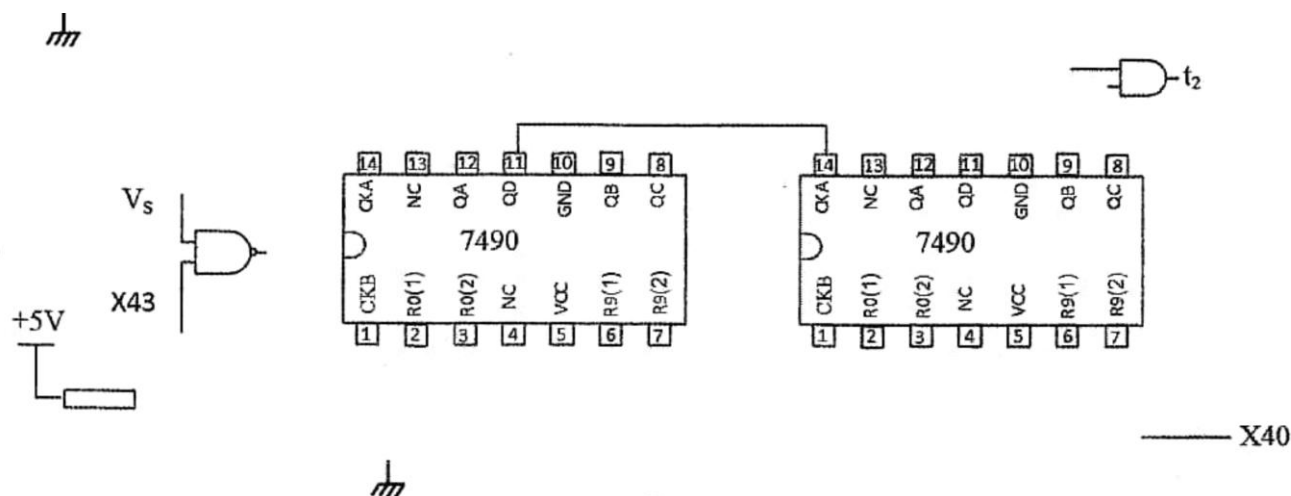 t2
14 13 12 11 10 9 8
CKA NC QA QD GND QB QC
7490
CKB R0(1) R0(2) NC VCC R9(1) R9(2)
1 2 3 4 5 6 7
14 13 12 11 10 9 8
CKA NC QA QD GND QB QC
7490
CKB R0(1) R0(2) NC VCC R9(1) R9(2)
1 2 3 4 5 6 7
VS
X43
+5V
X40